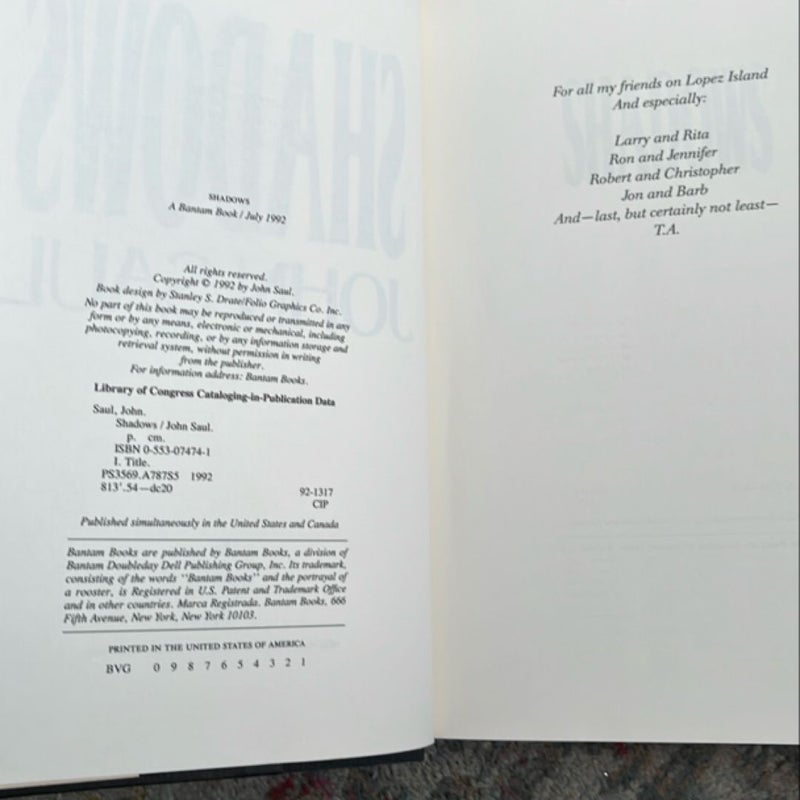 SHADOWS
A Bantam Book / July 1992
All rights reserved.
Copyright © 1992 by John Saul.
Book design by Stanley S. Drate/Folio Graphics Co. Inc.
No part of this book may be reproduced or transmitted in any
form or by any means, electronic or mechanical, including
photocopying, recording, or by any information storage and
retrieval system, without permission in writing
from the publisher.
For information address: Bantam Books.
Library of Congress Cataloging-in-Publication Data
Saul, John.
Shadows / John Saul.
p. cm.
ISBN 0-553-07474-1
I. Title.
PS3569.A787S5 1992
813'.54—dc20
92-1317
CIP
Published simultaneously in the United States and Canada
Bantam Books are published by Bantam Books, a division of
Bantam Doubleday Dell Publishing Group, Inc. Its trademark,
consisting of the words "Bantam Books" and the portrayal of
a rooster, is Registered in U.S. Patent and Trademark Office
and in other countries. Marca Registrada. Bantam Books, 666
Fifth Avenue, New York, New York 10103.
PRINTED IN THE UNITED STATES OF AMERICA
BVG 0 9 8 7 6 5 4 3 2 1
For all my friends on Lopez Island
And especially:
Larry and Rita
Ron and Jennifer
Robert and Christopher
Jon and Barb
And—last, but certainly not least—
T.A.
SHADOWS
JOHN SAUL